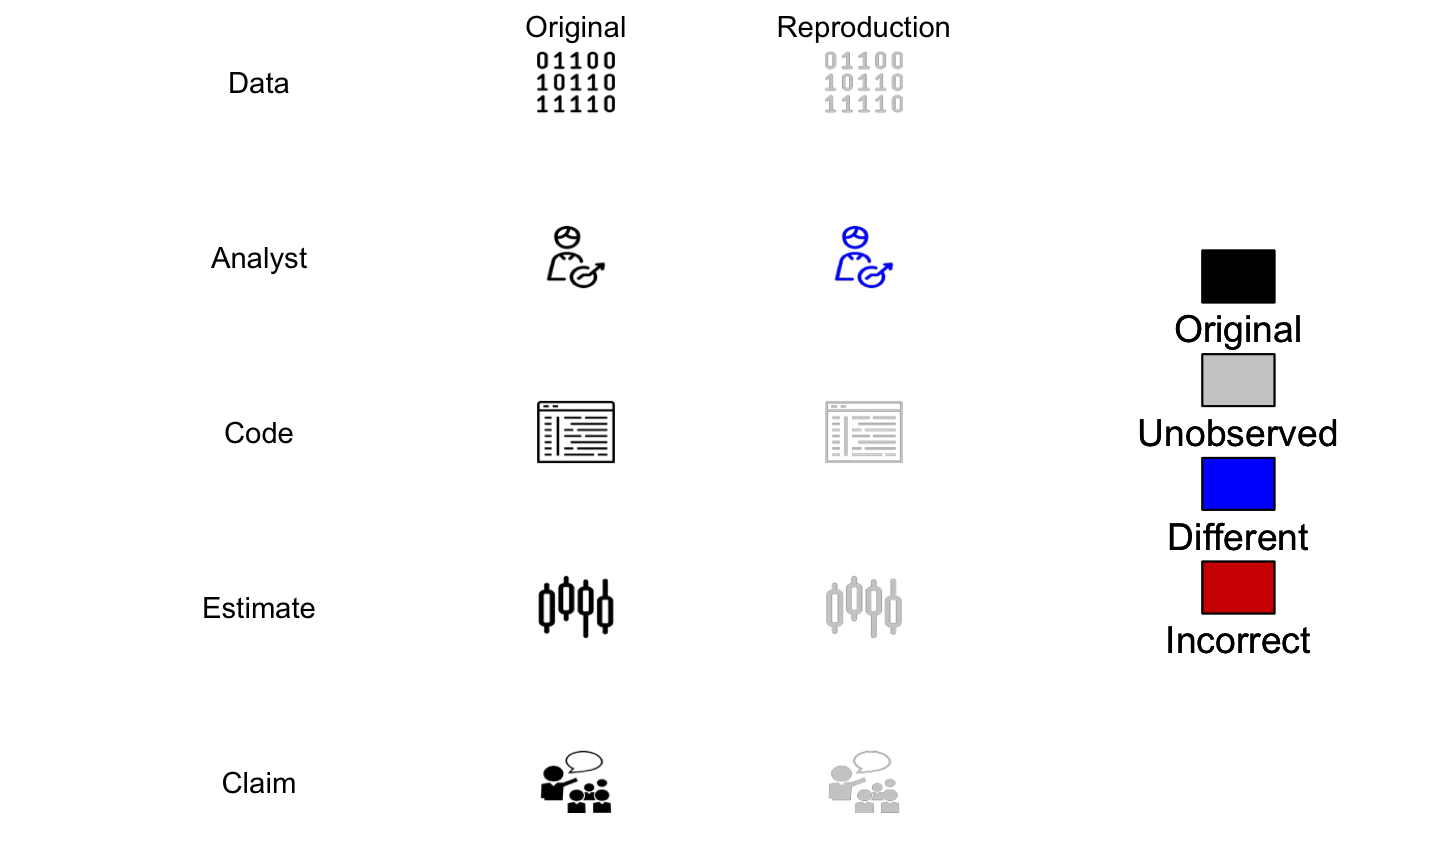 Original Reproduction
01100 01100
Data
10110 10110
11110 11110
Analyst
Original
Unobserved
Code
Different
Estimate
Incorrect
Claim